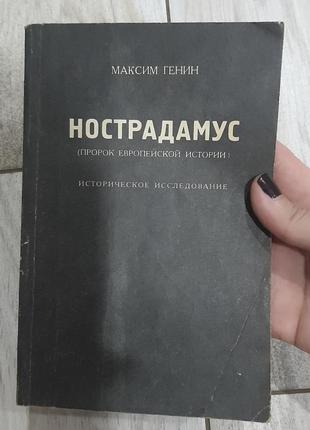 МАКСИМ ГЕНИН
НОСТРАДАМУС
(ПРОРОК ЕВРОПЕЙСКОЙ ИСТОРИИ)
ИСТОРИЧЕСКОЕ ИССЛЕДОВАНИЕ